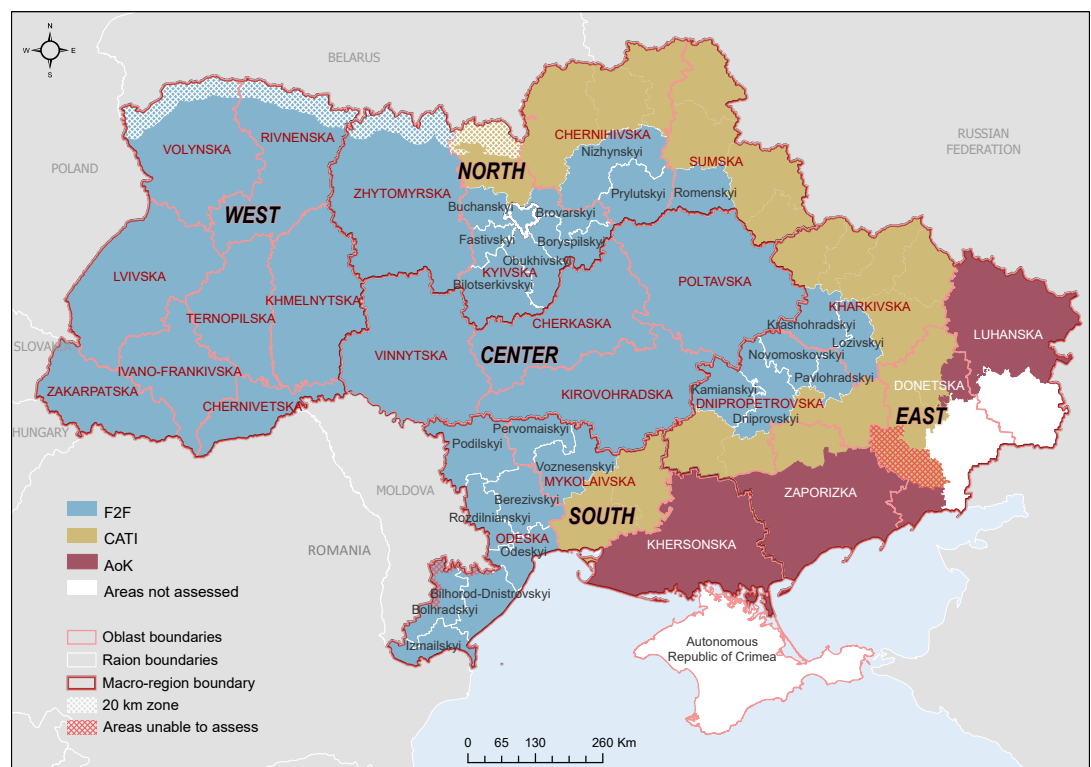 N
W
E
S
BELARUS
RUSSIAN
FEDERATION
POLAND
VOLYNSKA
RIVNENSKA
CHERNIHIVSKA
Nizhynskyi
SUMSKA
NORTH
ZHYTOMYRSKA
Prylutskyi
Romenskyi
Buchanskyi
Brovarskyi
WEST
Fastivskyi
Boryspilskyi
Obukhivskyi
KYIVSKA
Bilotserkivskyi
LVIVSKA
POLTAVSKA
KHMELNYTSKA
TERNOPILSKA
KHARKIVSKA
CHERKASKA
Krasnohradskyi
LUHANSKA
SLOVAKIA
VINNYTSKA
CENTER
Lozivskyi
Novomoskovskyi
IVANO-FRANKIVSKA
Pavlohradskyi
DONETSKA
ZAKARPATSKA
KIROVOHRADSKA
Kamianskyi
CHERNIVETSKA
DNIPROPETROVSKA
EAST
Dniprovskyi
HUNGARY
Pervomaiskyi
Podilskyi
Voznesenskyi
MYKOLAIVSKA
MOLDOVA
Berezivskyi
ZAPORIZKA
Rozdilnianskyi
SOUTH
ODESKA
Odeskyi
KHERSONSKA
ROMANIA
Bilhorod-Dnistrovskyi
Bolhradskyi
Izmailskyi
Autonomous
Republic of Crimea
F2F
CATI
AoK
Areas not assessed
Oblast boundaries
Raion boundaries
Macro-region boundary
20 km zone
Areas unable to assess
0 65 130 260 Km